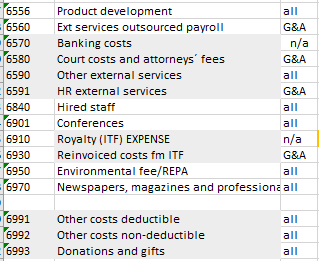 6556 Product development all
6560 Ext services outsourced payroll G&A
6570 Banking costs n/a
6580 Court costs and attorneys´ fees G&A
6590 Other external services all
6591 HR external services G&A
6840 Hired staff all
6901 Conferences all
6910 Royalty (ITF) EXPENSE n/a
6930 Reinvoiced costs fm ITF G&A
6950 Environmental fee/REPA all
6970 Newspapers, magazines and professiona all
6991 Other costs deductible all
6992 Other costs non-deductible all
6993 Donations and gifts all